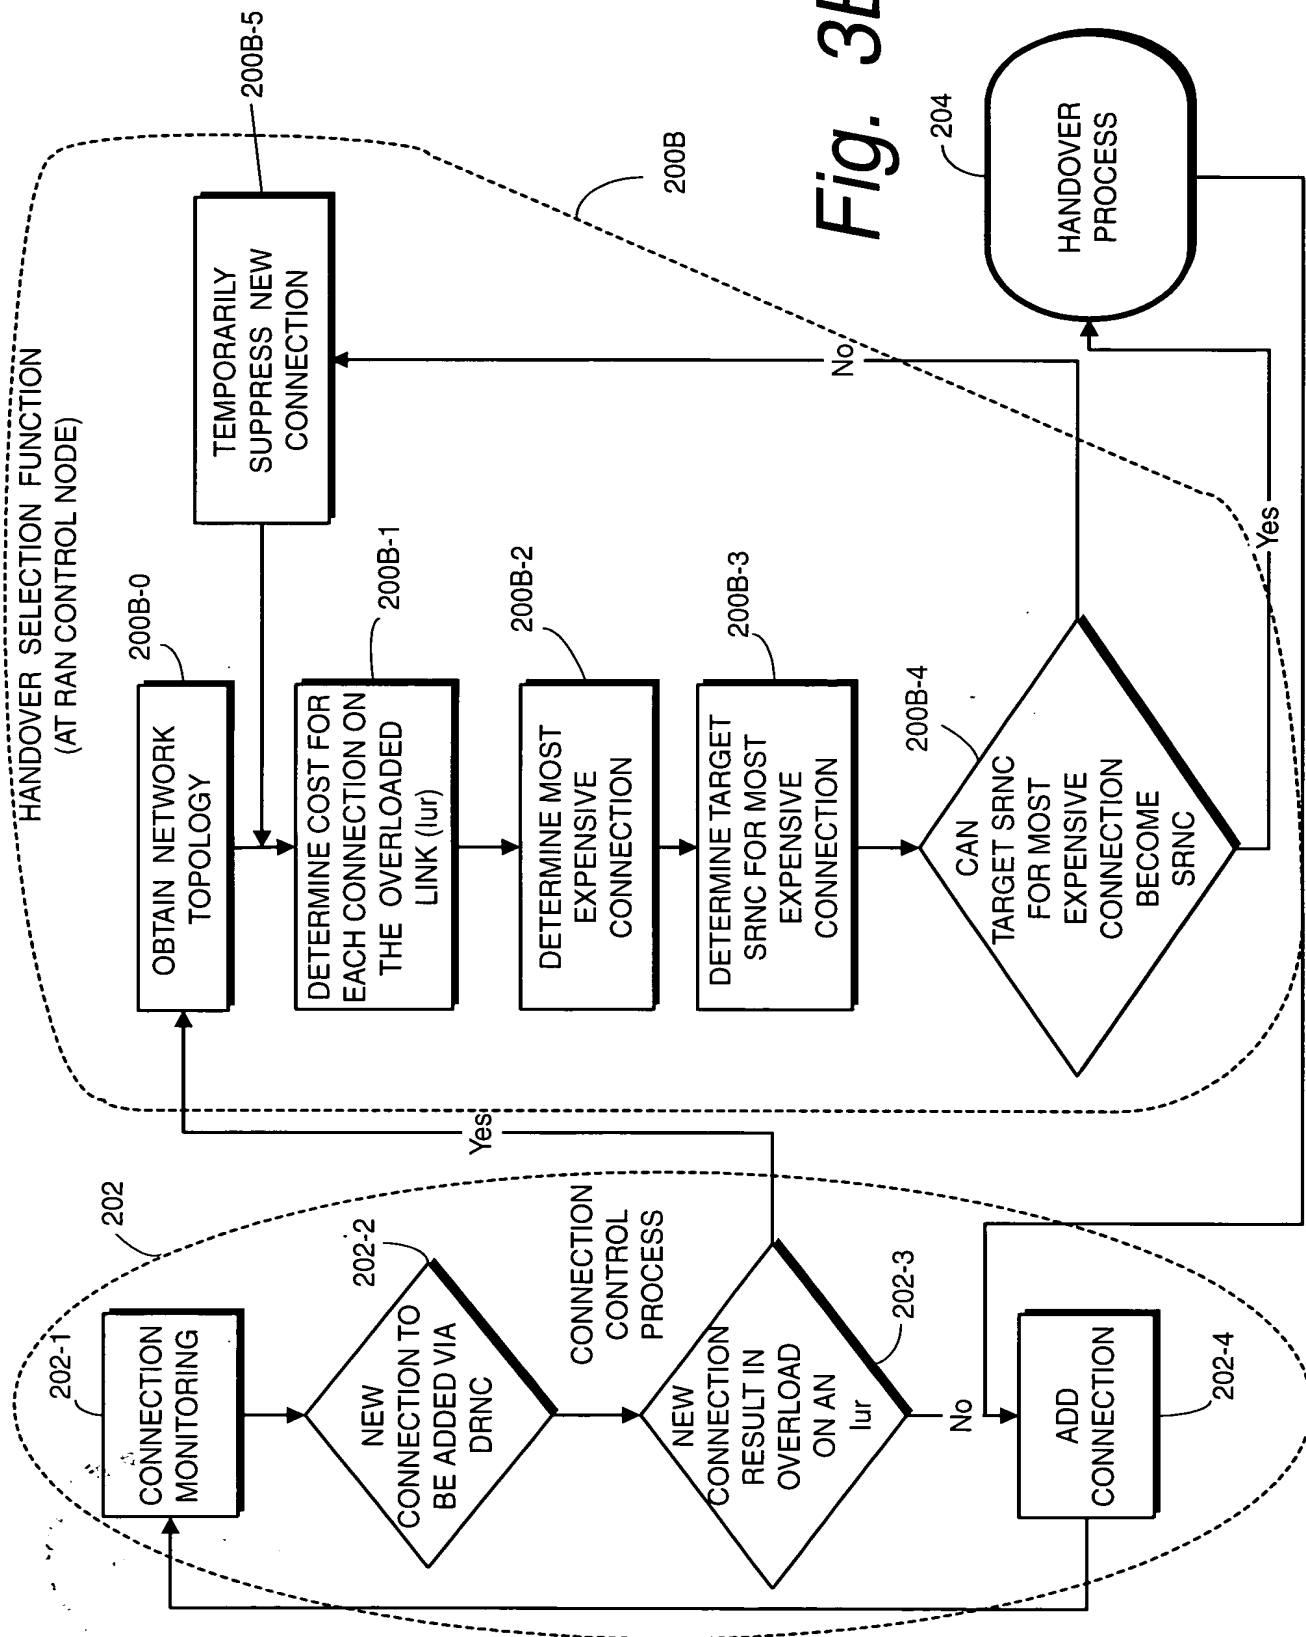 HANDOVER SELECTION FUNCTION
(AT RAN CONTROL NODE)
202
202-1
CONNECTION
MONITORING
202-2
NEW
CONNECTION TO
BE ADDED VIA
DRNC
CONNECTION
CONTROL
PROCESS
NEW
CONNECTION
RESULT IN
OVERLOAD
ON AN
Iur
202-3
Yes
No
ADD
CONNECTION
202-4
200B-0
OBTAIN NETWORK
TOPOLOGY
200B-1
DETERMINE COST FOR
EACH CONNECTION ON
THE OVERLOADED
LINK (Iur)
200B-2
DETERMINE MOST
EXPENSIVE
CONNECTION
200B-3
DETERMINE TARGET
SRNC FOR MOST
EXPENSIVE
CONNECTION
200B-4
CAN
TARGET SRNC
FOR MOST
EXPENSIVE
CONNECTION
BECOME
SRNC
No
Yes
200B-5
TEMPORARILY
SUPPRESS NEW
CONNECTION
200B
204
HANDOVER
PROCESS
Fig. 3B